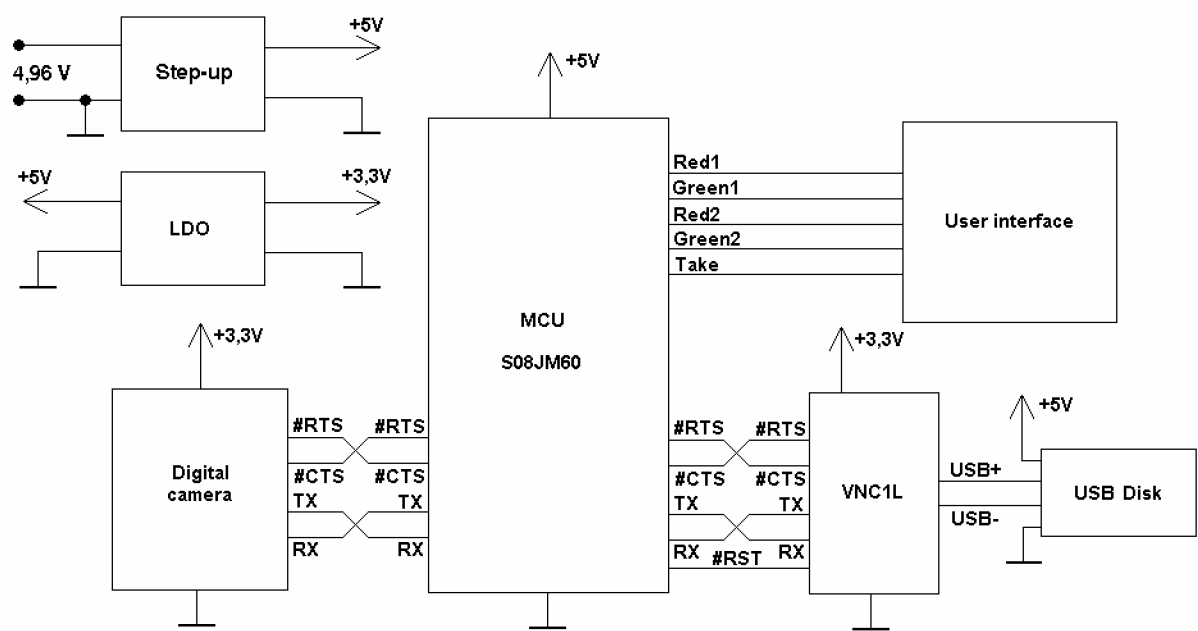 +5V
4,96 V
Step-up
+5V
+3,3V
LDO
+5V
Red1
Green1
Red2
Green2
Take
User interface
MCU
S08JM60
+3,3V
Digital
camera
#RTS #RTS
#CTS #CTS
TX TX
RX RX
+3,3V
#RTS #RTS
#CTS #CTS
TX TX
RX #RST RX
VNC1L
USB+
USB-
+5V
USB Disk